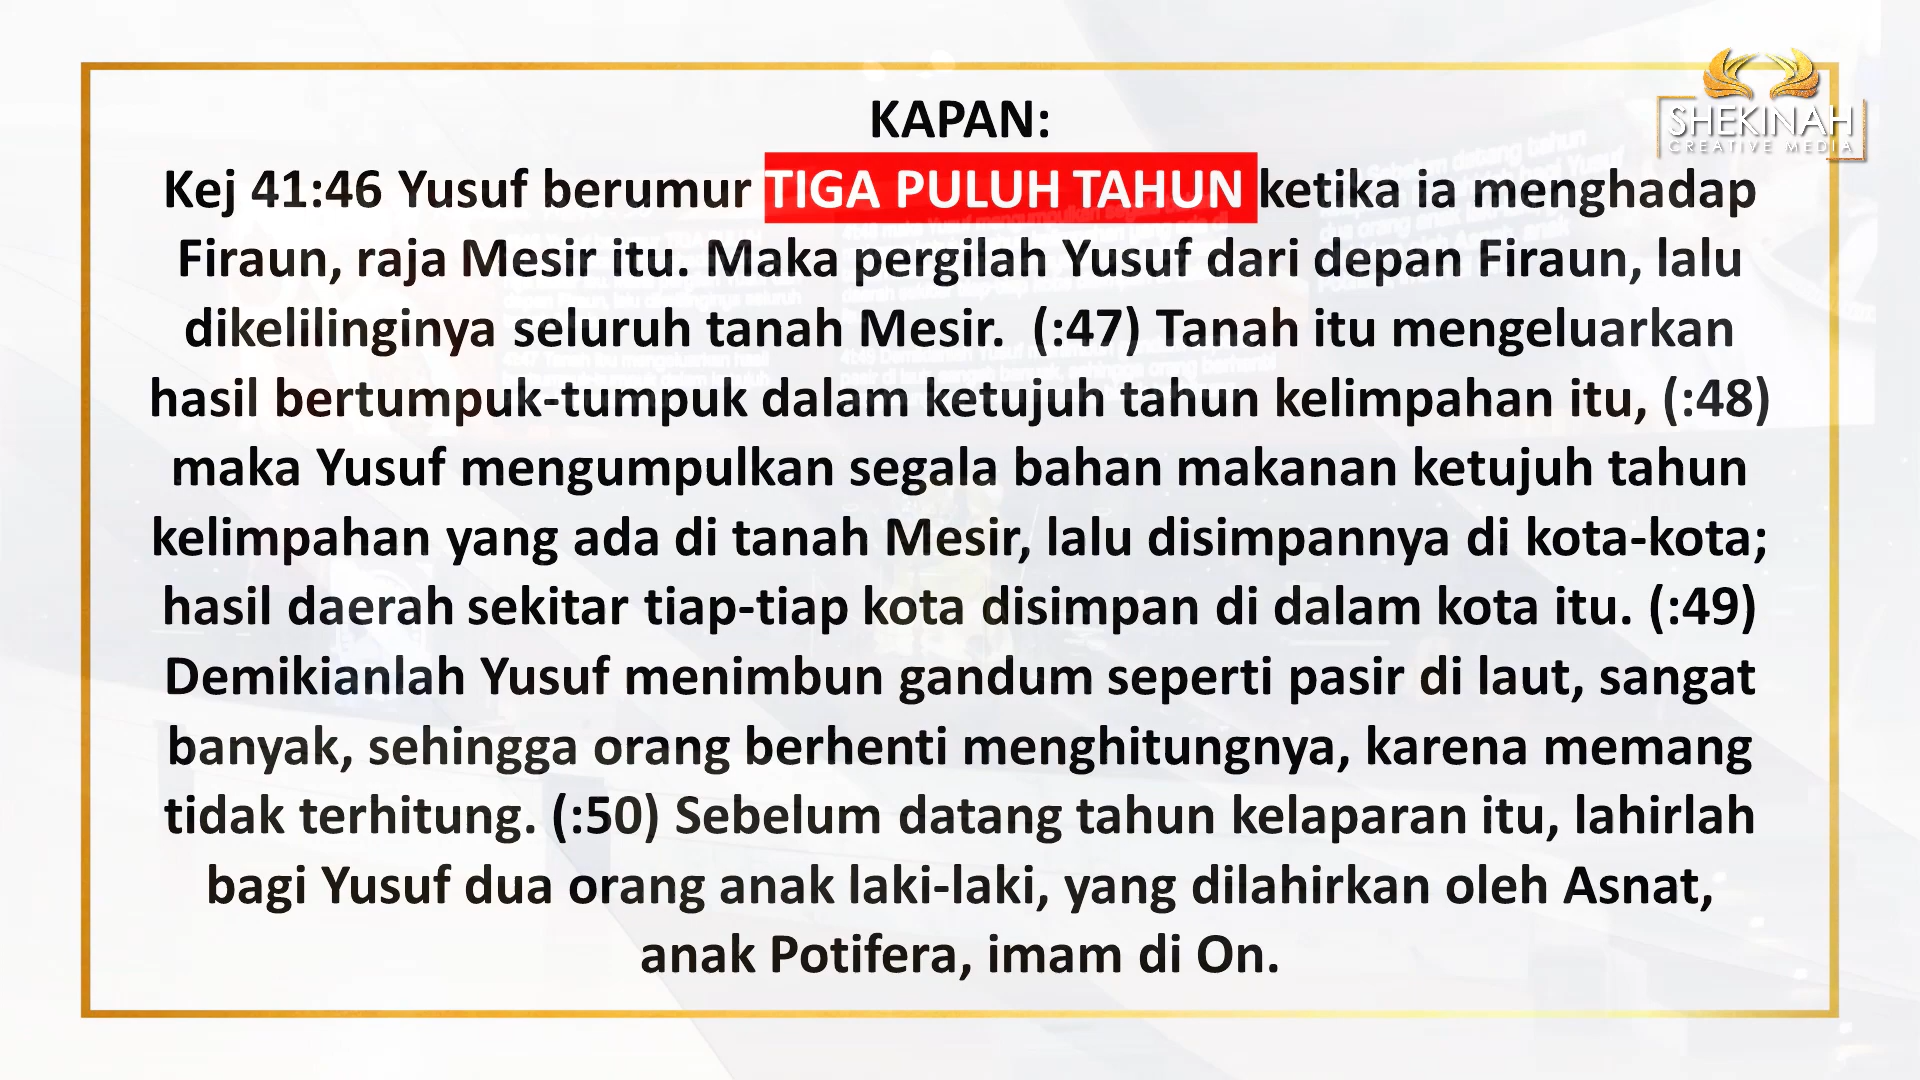 SHEKINAH
CREATIVE MEDIA
KAPAN:
Kej 41:46 Yusuf berumur TIGA PULUH TAHUN ketika ia menghadap
Firaun, raja Mesir itu. Maka pergilah Yusuf dari depan Firaun, lalu
dikelilinginya seluruh tanah Mesir. (:47) Tanah itu mengeluarkan
hasil bertumpuk-tumpuk dalam ketujuh tahun kelimpahan itu, (:48)
maka Yusuf mengumpulkan segala bahan makanan ketujuh tahun
kelimpahan yang ada di tanah Mesir, lalu disimpannya di kota-kota;
hasil daerah sekitar tiap-tiap kota disimpan di dalam kota itu. (:49)
Demikianlah Yusuf menimbun gandum seperti pasir di laut, sangat
banyak, sehingga orang berhenti menghitungnya, karena memang
tidak terhitung. (:50) Sebelum datang tahun kelaparan itu, lahirlah
bagi Yusuf dua orang anak laki-laki, yang dilahirkan oleh Asnat,
anak Potifera, imam di On.